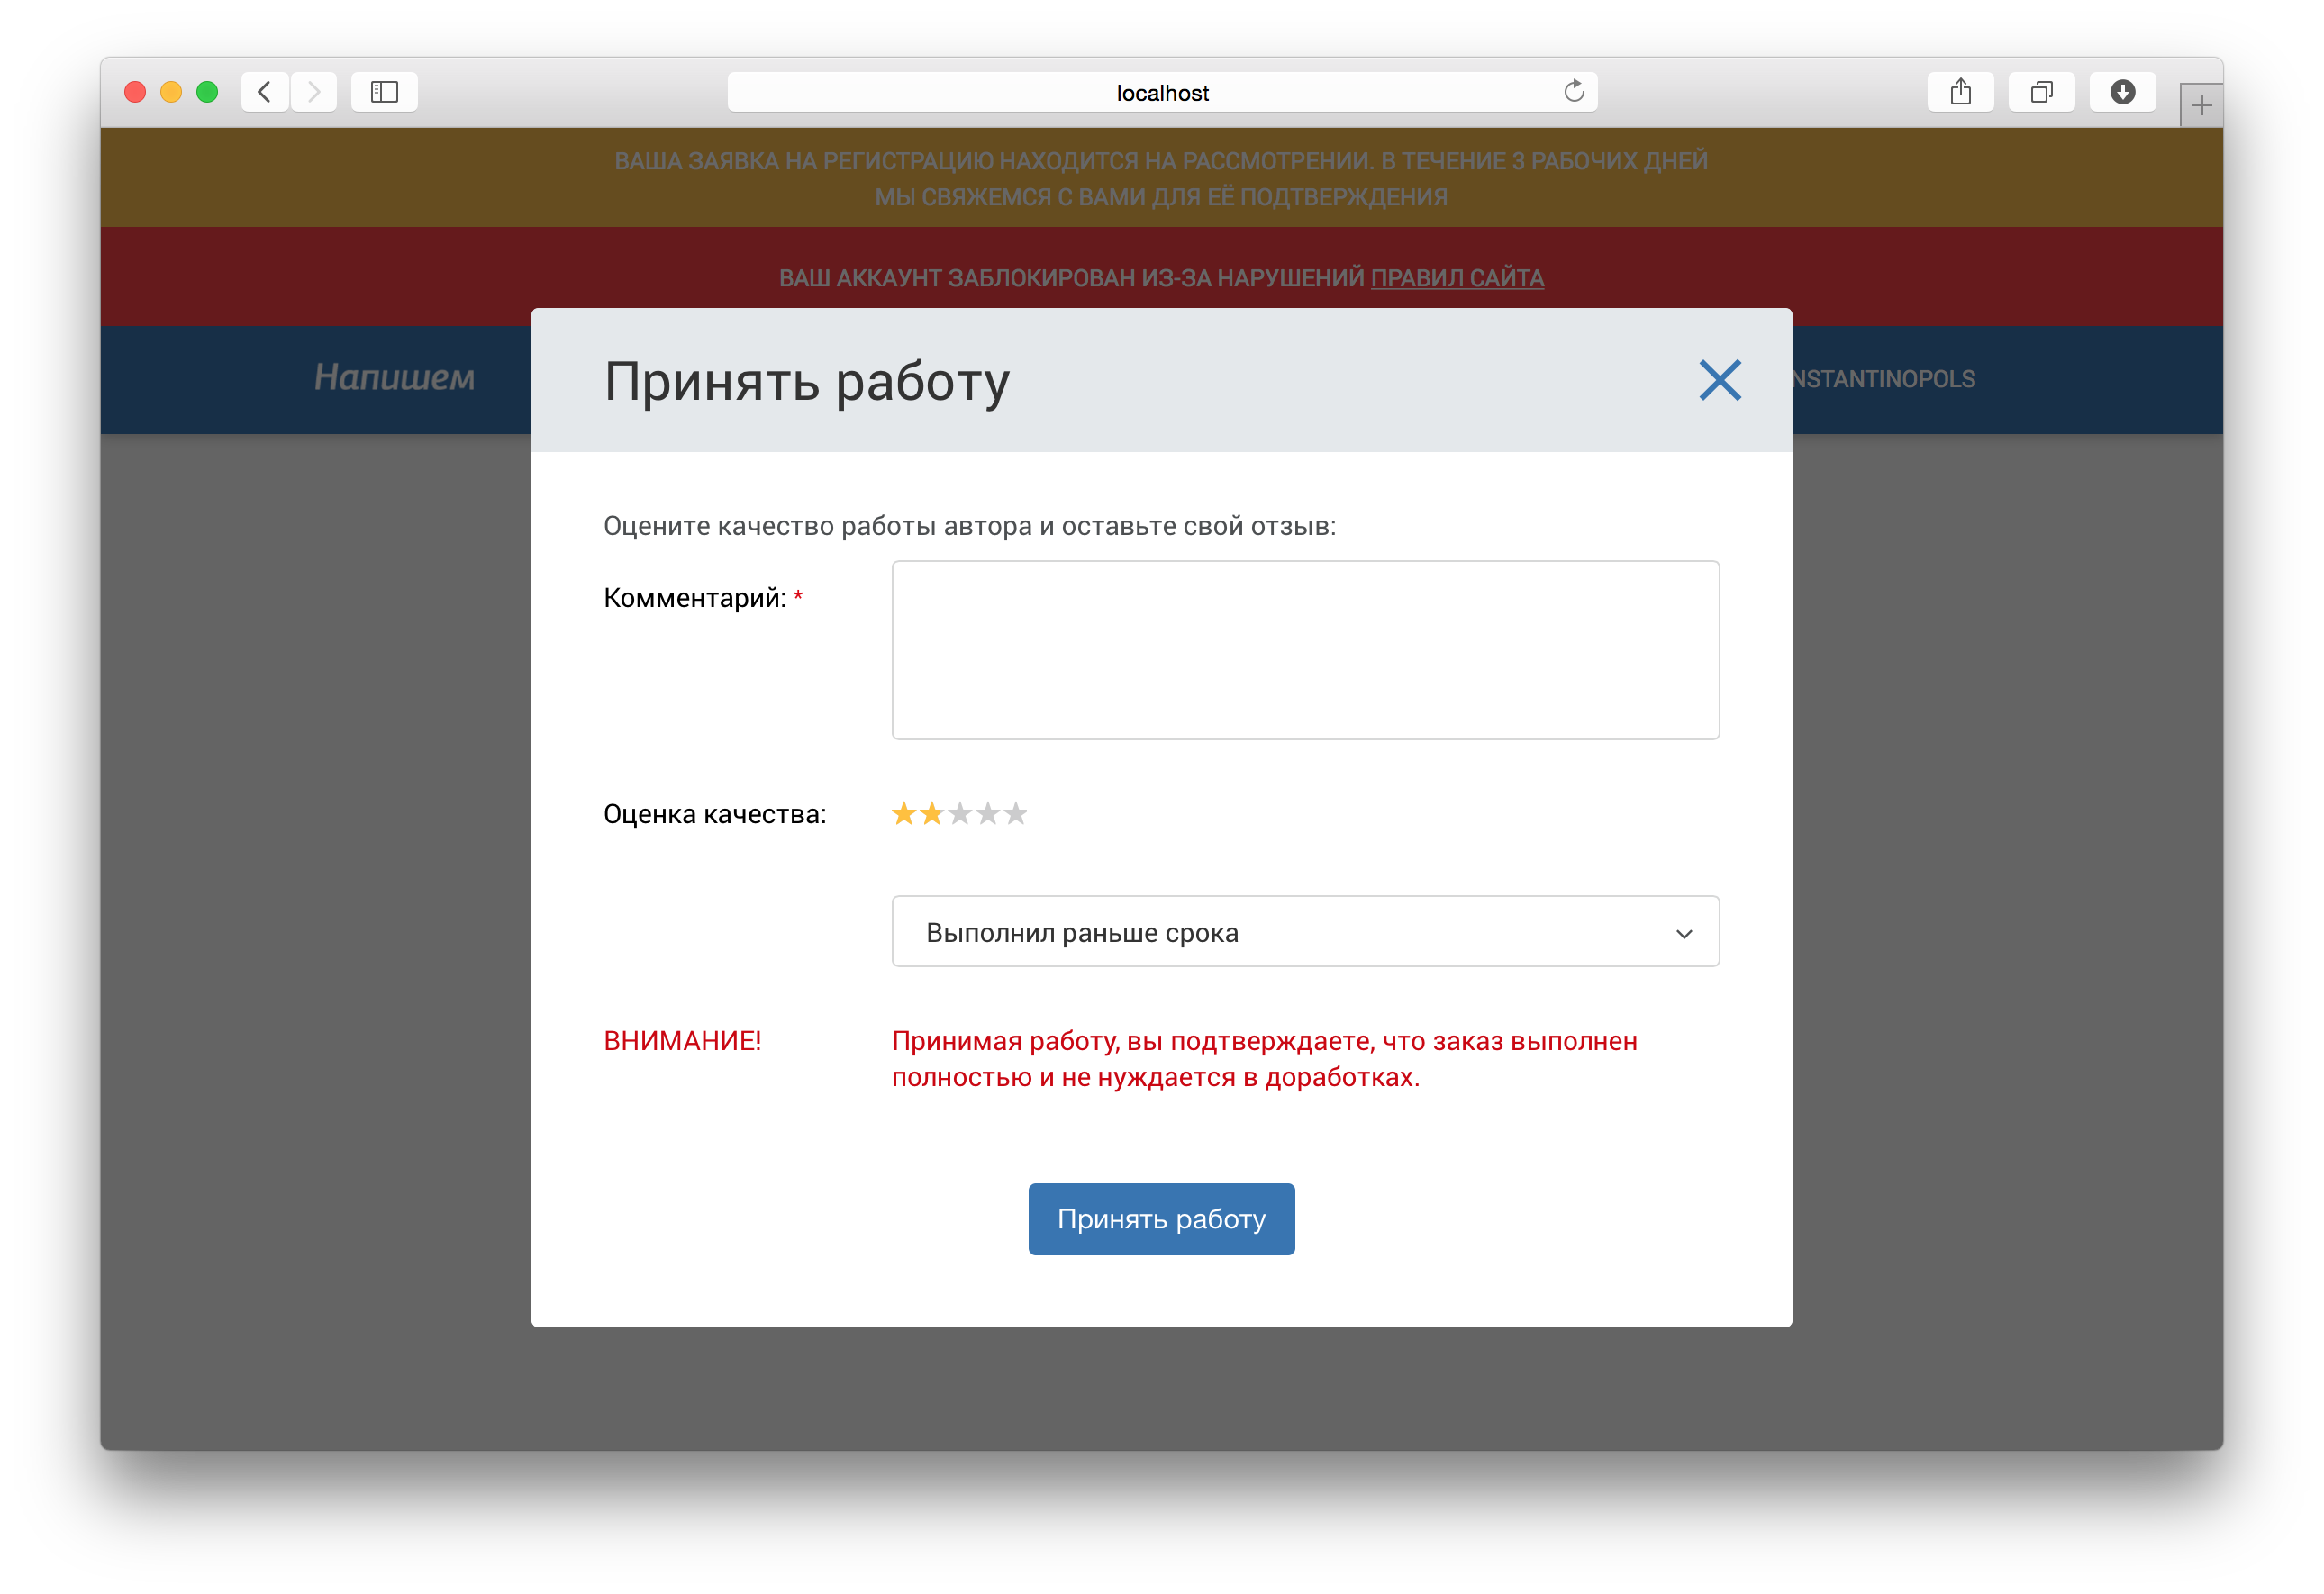 localhost
ВАША ЗАЯВКА НА РЕГИСТРАЦИЮ НАХОДИТСЯ НА РАССМОТРЕНИИ. В ТЕЧЕНИЕ 3 РАБОЧИХ ДНЕЙ
МЫ СВЯЖЕМСЯ С ВАМИ ДЛЯ ЕЁ ПОДТВЕРЖДЕНИЯ
ВАШ АККАУНТ ЗАБЛОКИРОВАН ИЗ-ЗА НАРУШЕНИЙ ПРАВИЛ САЙТА
Напишем
NSTANTINOPOLS
Принять работу
Оцените качество работы автора и оставьте свой отзыв:
Комментарий: *
Оценка качества:
Выполнил раньше срока
ВНИМАНИЕ!
Принимая работу, вы подтверждаете, что заказ выполнен
полностью и не нуждается в доработках.
Принять работу